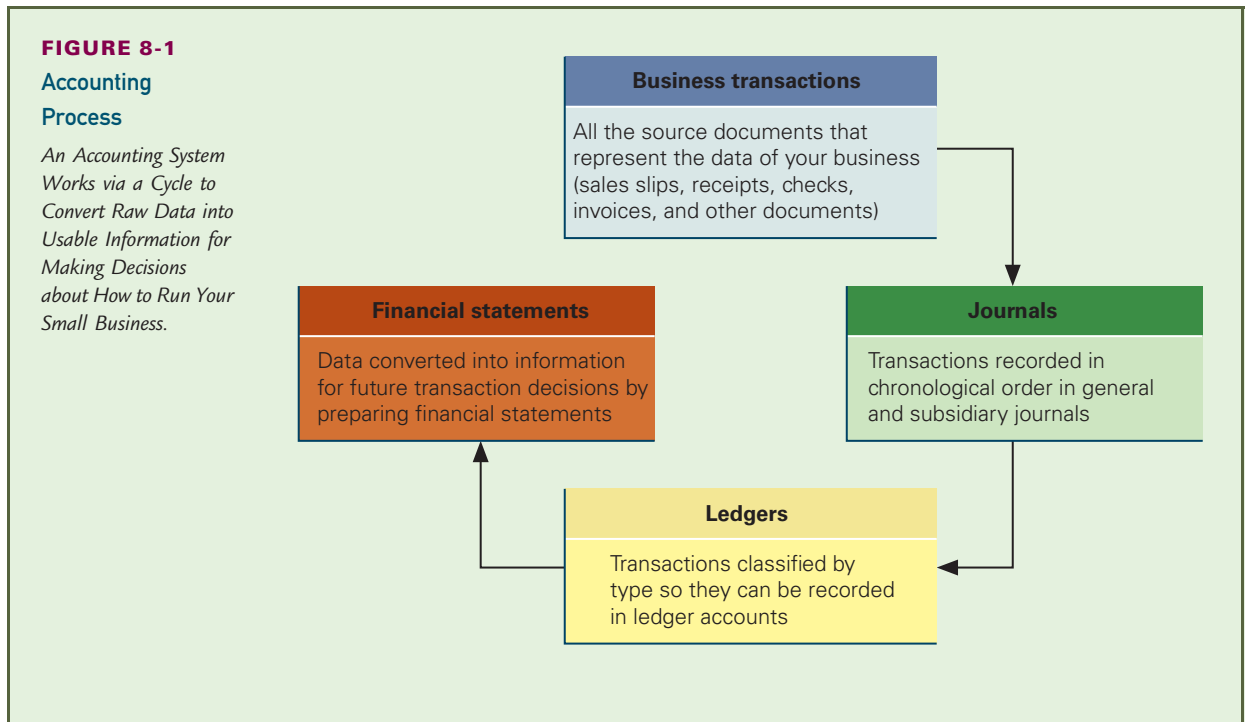 FIGURE 8-1
Accounting
Process
An Accounting System
Works via a Cycle to
Convert Raw Data into
Usable Information for
Making Decisions
about How to Run Your
Small Business.
Business transactions
All the source documents that
represent the data of your business
(sales slips, receipts, checks,
invoices, and other documents)
Financial statements
Data converted into information
for future transaction decisions by
preparing financial statements
Journals
Transactions recorded in
chronological order in general
and subsidiary journals
Ledgers
Transactions classified by
type so they can be recorded
in ledger accounts